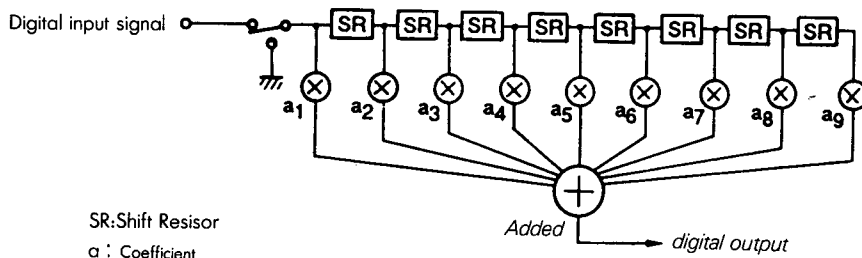 Digital input signal
SR SR SR SR SR SR SR SR
a1 a2 a3 a4 a5 a6 a7 a8 a9
Added
digital output
SR:Shift Resisor
a : Coefficient